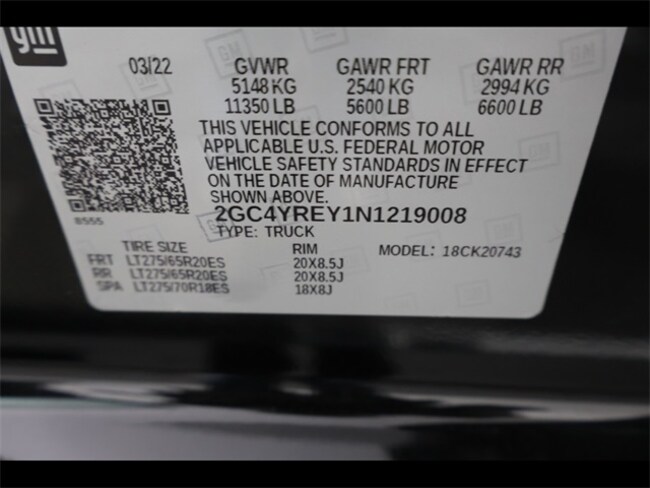 gm
03/22 GVWR GAWR FRT GAWR RR
5148 KG 2540 KG 2994 KG
11350 LB 5600 LB 6600 LB
THIS VEHICLE CONFORMS TO ALL
APPLICABLE U.S. FEDERAL MOTOR
VEHICLE SAFETY STANDARDS IN EFFECT
ON THE DATE OF MANUFACTURE
SHOWN ABOVE.
8555
2GC4YREY1N1219008
TYPE: TRUCK
TIRE SIZE RIM MODEL: 18CK20743
FRT LT275/65R20ES 20X8.5J
RR LT275/65R20ES 20X8.5J
SPA LT275/70R18ES 18X8J